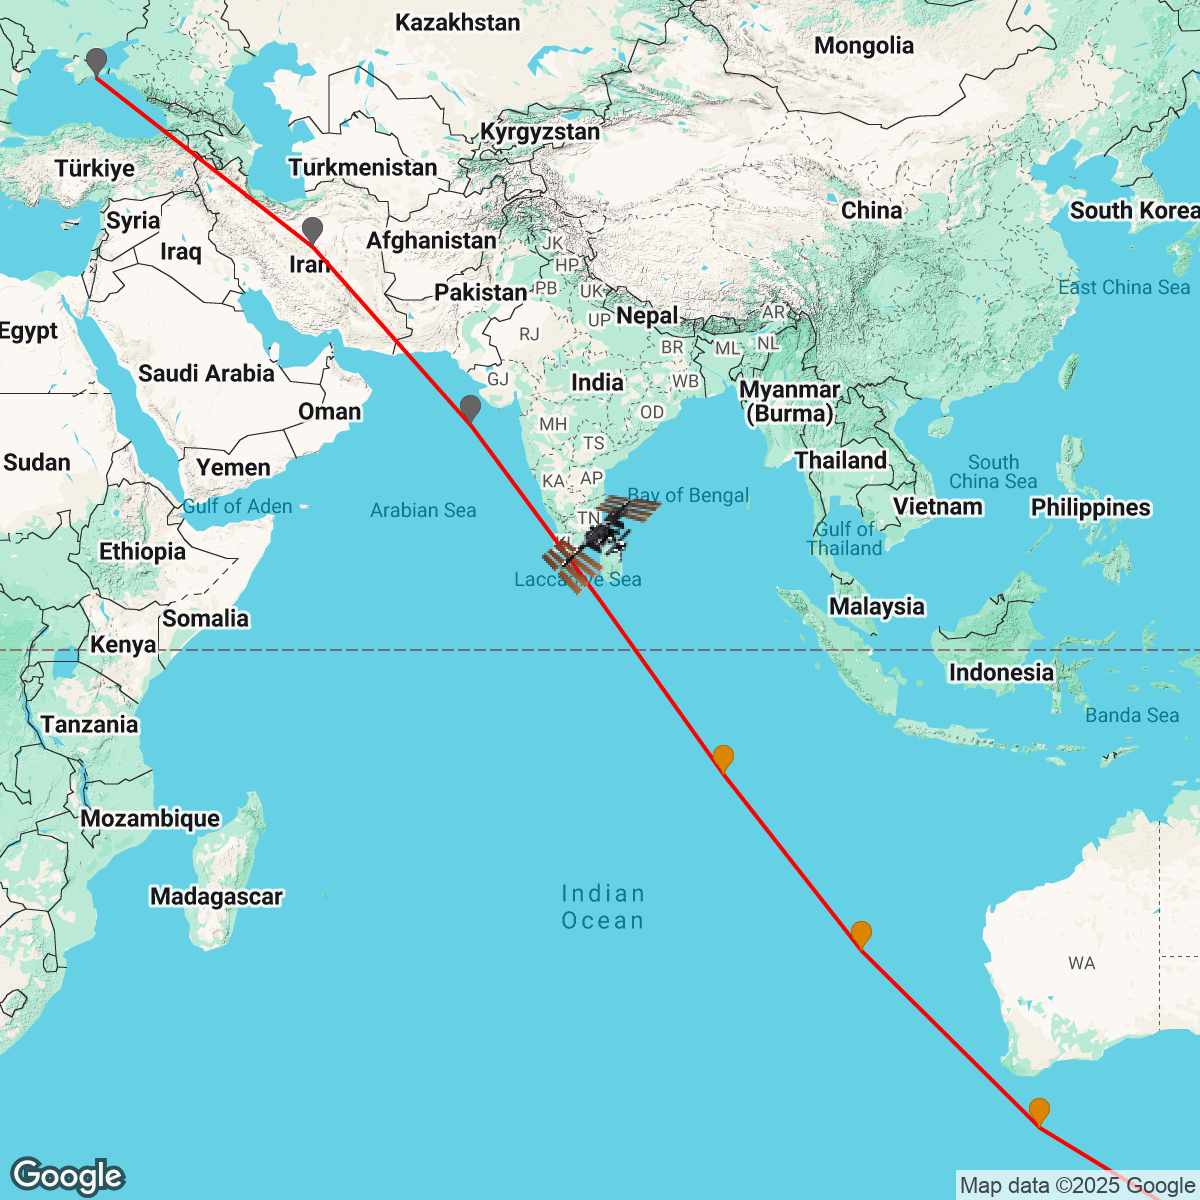 Kazakhstan
Mongolia
Kyrgyzstan
Türkiye
Turkmenistan
Syria
China
South Korea
Afghanistan
JK
Iraq
Iran
HP
PB
UK
Pakistan
East China Sea
Nepal
AR
UP
Egypt
RJ
BR
ML
NL
Saudi Arabia
GJ
India
WB
Myanmar
(Burma)
Oman
OD
MH
TS
Sudan
Yemen
Thailand
South
China Sea
KA
AP
Bay of Bengal
Gulf of Aden
Arabian Sea
TN
Vietnam
Philippines
Gulf of
Thailand
Ethiopia
Laccadive Sea
Somalia
Malaysia
Kenya
Indonesia
Tanzania
Banda Sea
Mozambique
Madagascar
Indian
Ocean
WA
Google
Map data ©2025 Google